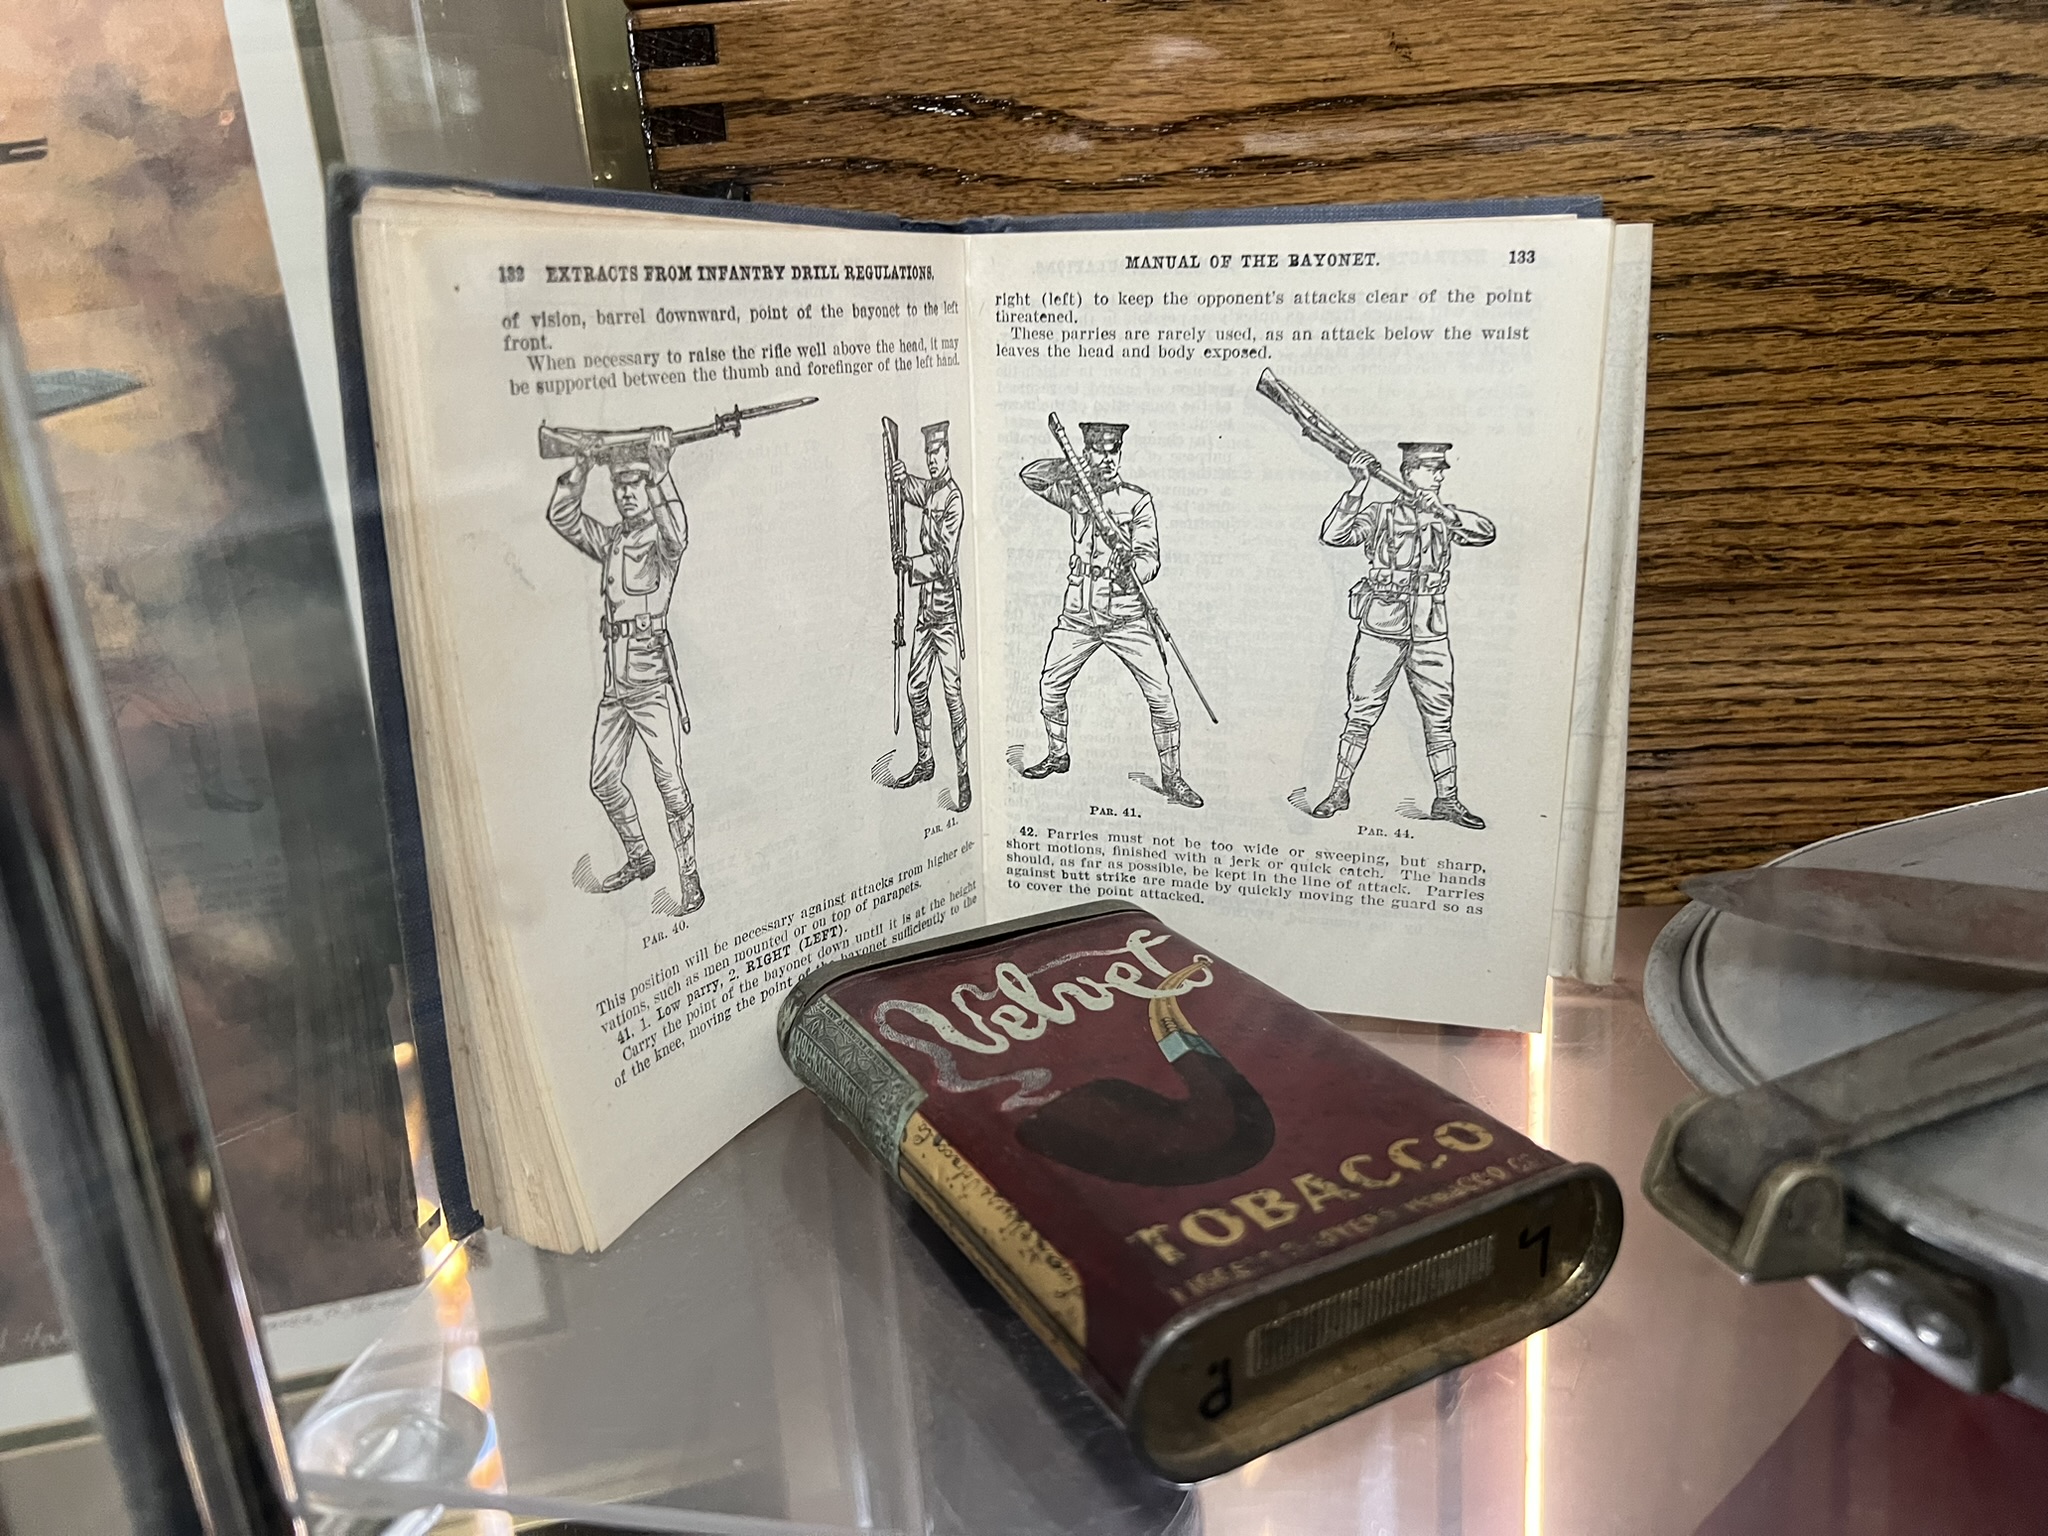 132 EXTRACTS FROM INFANTRY DRILL REGULATIONS.
of vision, barrel downward, point of the bayonet to the left
front.
When necessary to raise the rifle well above the head, it may
be supported between the thumb and forefinger of the left hand.
PAR. 40.
PAR. 41.
This position will be necessary against attacks from higher ele-
vations, such as men mounted or on top of parapets.
41. 1. Low parry, 2. RIGHT (LEFT).
Carry the point of the bayonet down until it is at the height
of the knee, moving the point of the bayonet sufficiently to the
MANUAL OF THE BAYONET. 133
right (left) to keep the opponent's attacks clear of the point
threatened.
These parries are rarely used, as an attack below the waist
leaves the head and body exposed.
PAR. 41.
PAR. 44.
42. Parries must not be too wide or sweeping, but sharp,
short motions, finished with a jerk or quick catch. The hands
should, as far as possible, be kept in the line of attack. Parries
against butt strike are made by quickly moving the guard so as
to cover the point attacked.
Velvet
TOBACCO
LIGGETT & MYERS TOBACCO CO